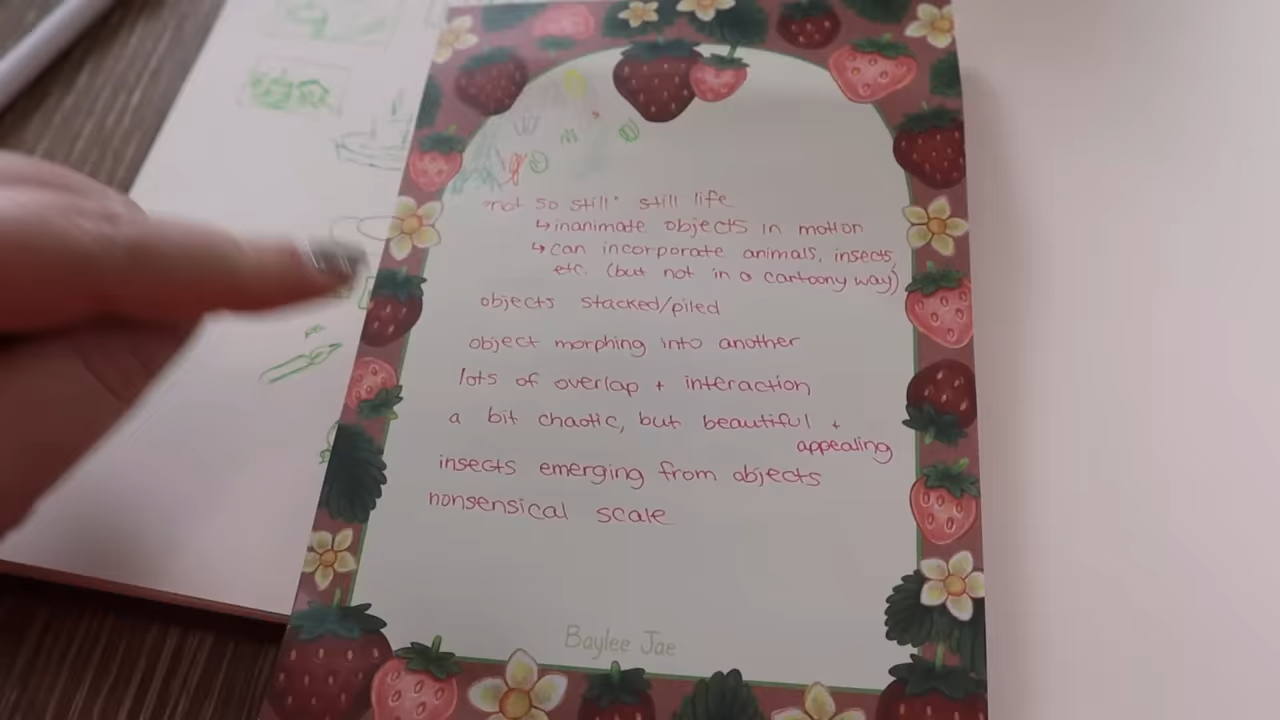 "not so still" still life
↳ inanimate objects in motion
↳ can incorporate animals, insects,
etc. (but not in a cartoony way)
objects stacked/piled
object morphing into another
lots of overlap + interaction
a bit chaotic, but beautiful +
appealing
insects emerging from objects
nonsensical scale
Baylee Jae